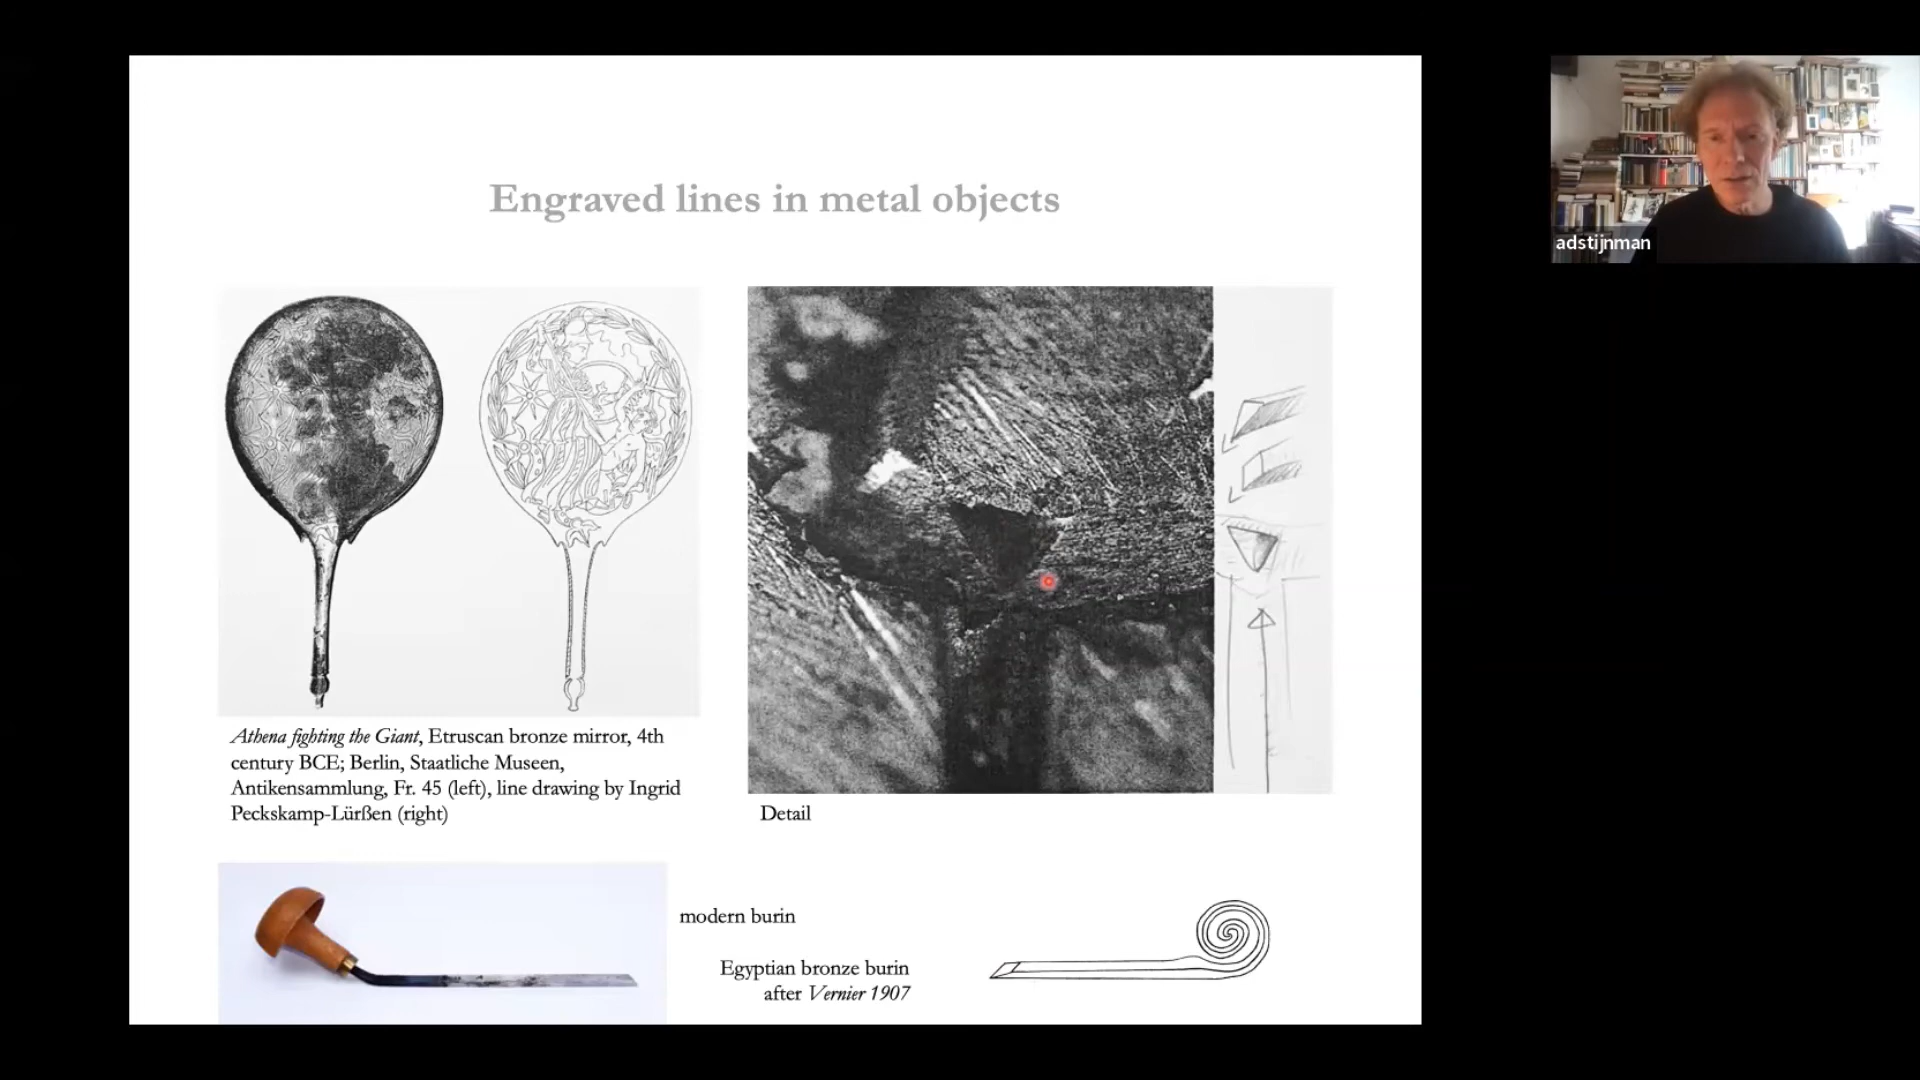 Engraved lines in metal objects
adstijnman
Athena fighting the Giant, Etruscan bronze mirror, 4th
century BCE; Berlin, Staatliche Museen,
Antikensammlung, Fr. 45 (left), line drawing by Ingrid
Peckskamp-Lürßen (right)
Detail
modern burin
Egyptian bronze burin
after Vernier 1907